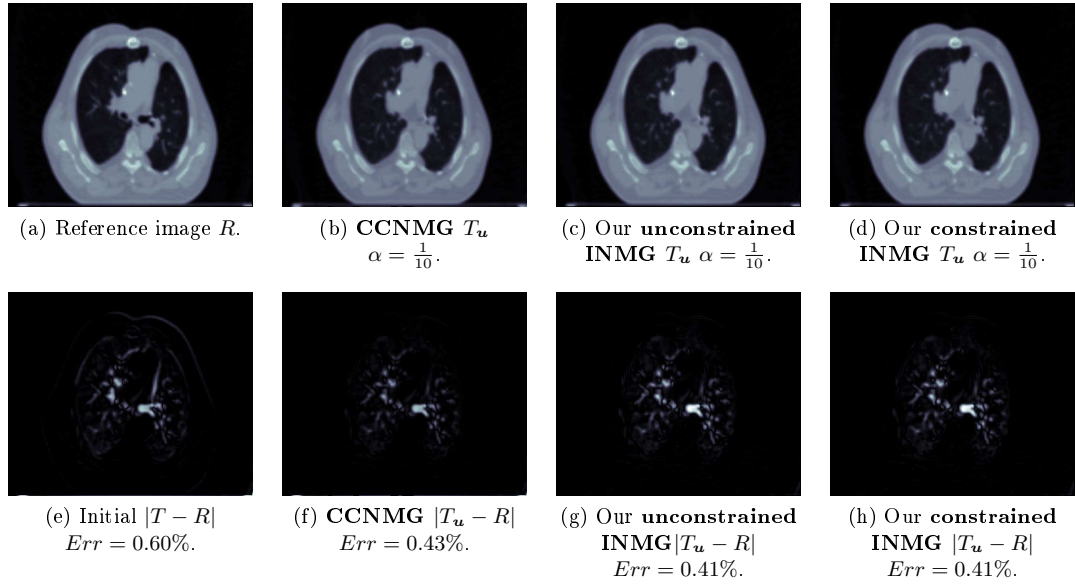 (a) Reference image R.
(b) CCNMG T_u
α = 1/10.
(c) Our unconstrained
INMG T_u α = 1/10.
(d) Our constrained
INMG T_u α = 1/10.
(e) Initial |T − R|
Err = 0.60%.
(f) CCNMG |T_u − R|
Err = 0.43%.
(g) Our unconstrained
INMG|T_u − R|
Err = 0.41%.
(h) Our constrained
INMG |T_u − R|
Err = 0.41%.